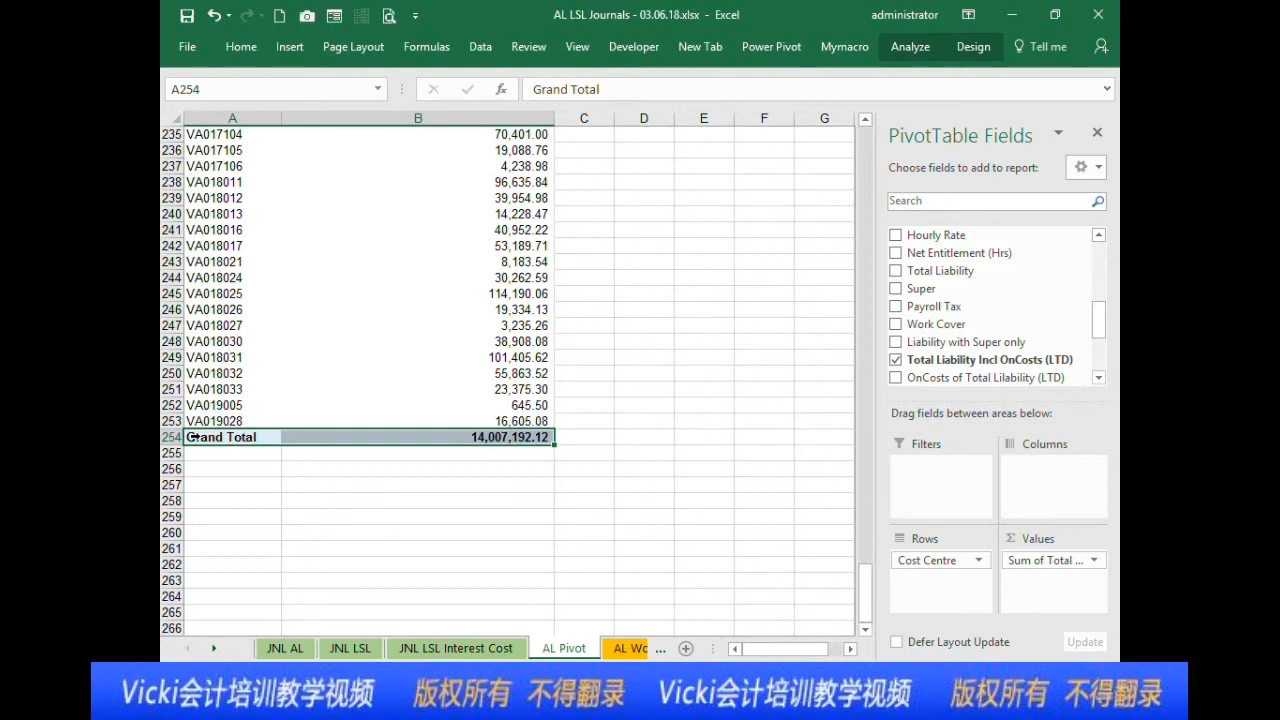 AL LSL Journals - 03.06.18.xlsx - Excel
administrator
File Home Insert Page Layout Formulas Data Review View Developer New Tab Power Pivot Mymacro Analyze Design Tell me
A254 fx Grand Total
A B C D E F G
235 VA017104 70,401.00
236 VA017105 19,088.76
237 VA017106 4,238.98
238 VA018011 96,635.84
239 VA018012 39,954.98
240 VA018013 14,228.47
241 VA018016 40,952.22
242 VA018017 53,189.71
243 VA018021 8,183.54
244 VA018024 30,262.59
245 VA018025 114,190.06
246 VA018026 19,334.13
247 VA018027 3,235.26
248 VA018030 38,908.08
249 VA018031 101,405.62
250 VA018032 55,863.52
251 VA018033 23,375.30
252 VA019005 645.50
253 VA019028 16,605.08
254 Grand Total 14,007,192.12
255
256
257
258
259
260
261
262
263
264
265
266
PivotTable Fields
Choose fields to add to report:
Search
Hourly Rate
Net Entitlement (Hrs)
Total Liability
Super
Payroll Tax
Work Cover
Liability with Super only
Total Liability Incl OnCosts (LTD)
OnCosts of Total Lilability (LTD)
Drag fields between areas below:
Filters
Columns
Rows
Σ Values
Cost Centre
Sum of Total ...
Defer Layout Update
Update
JNL AL JNL LSL JNL LSL Interest Cost AL Pivot AL Wc ...
Vicki会计培训教学视频 版权所有 不得翻录 Vicki会计培训教学视频 版权所有 不得翻录